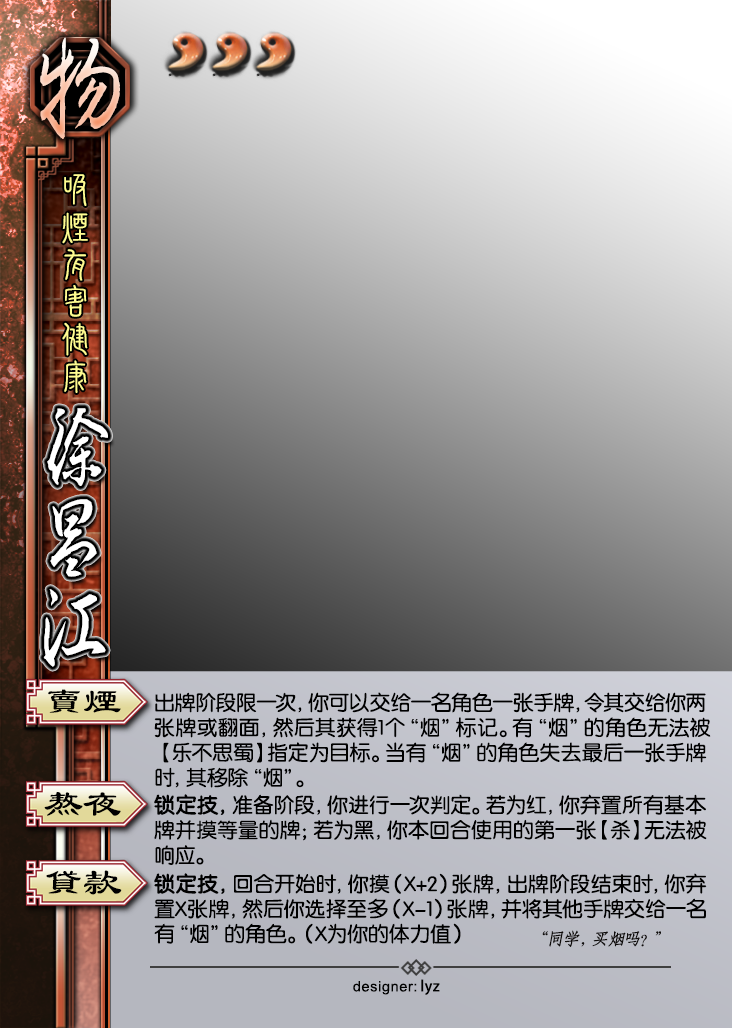 物
吸煙有害健康
涂昌江
賣煙
出牌阶段限一次，你可以交给一名角色一张手牌，令其交给你两
张牌或翻面，然后其获得1个“烟”标记。有“烟”的角色无法被
【乐不思蜀】指定为目标。当有“烟”的角色失去最后一张手牌
时，其移除“烟”。
熬夜
锁定技，准备阶段，你进行一次判定。若为红，你弃置所有基本
牌并摸等量的牌；若为黑，你本回合使用的第一张【杀】无法被
响应。
貸款
锁定技，回合开始时，你摸（X+2）张牌，出牌阶段结束时，你弃
置X张牌，然后你选择至多（X-1）张牌，并将其他手牌交给一名
有“烟”的角色。（X为你的体力值）
“同学，买烟吗？”
designer: lyz